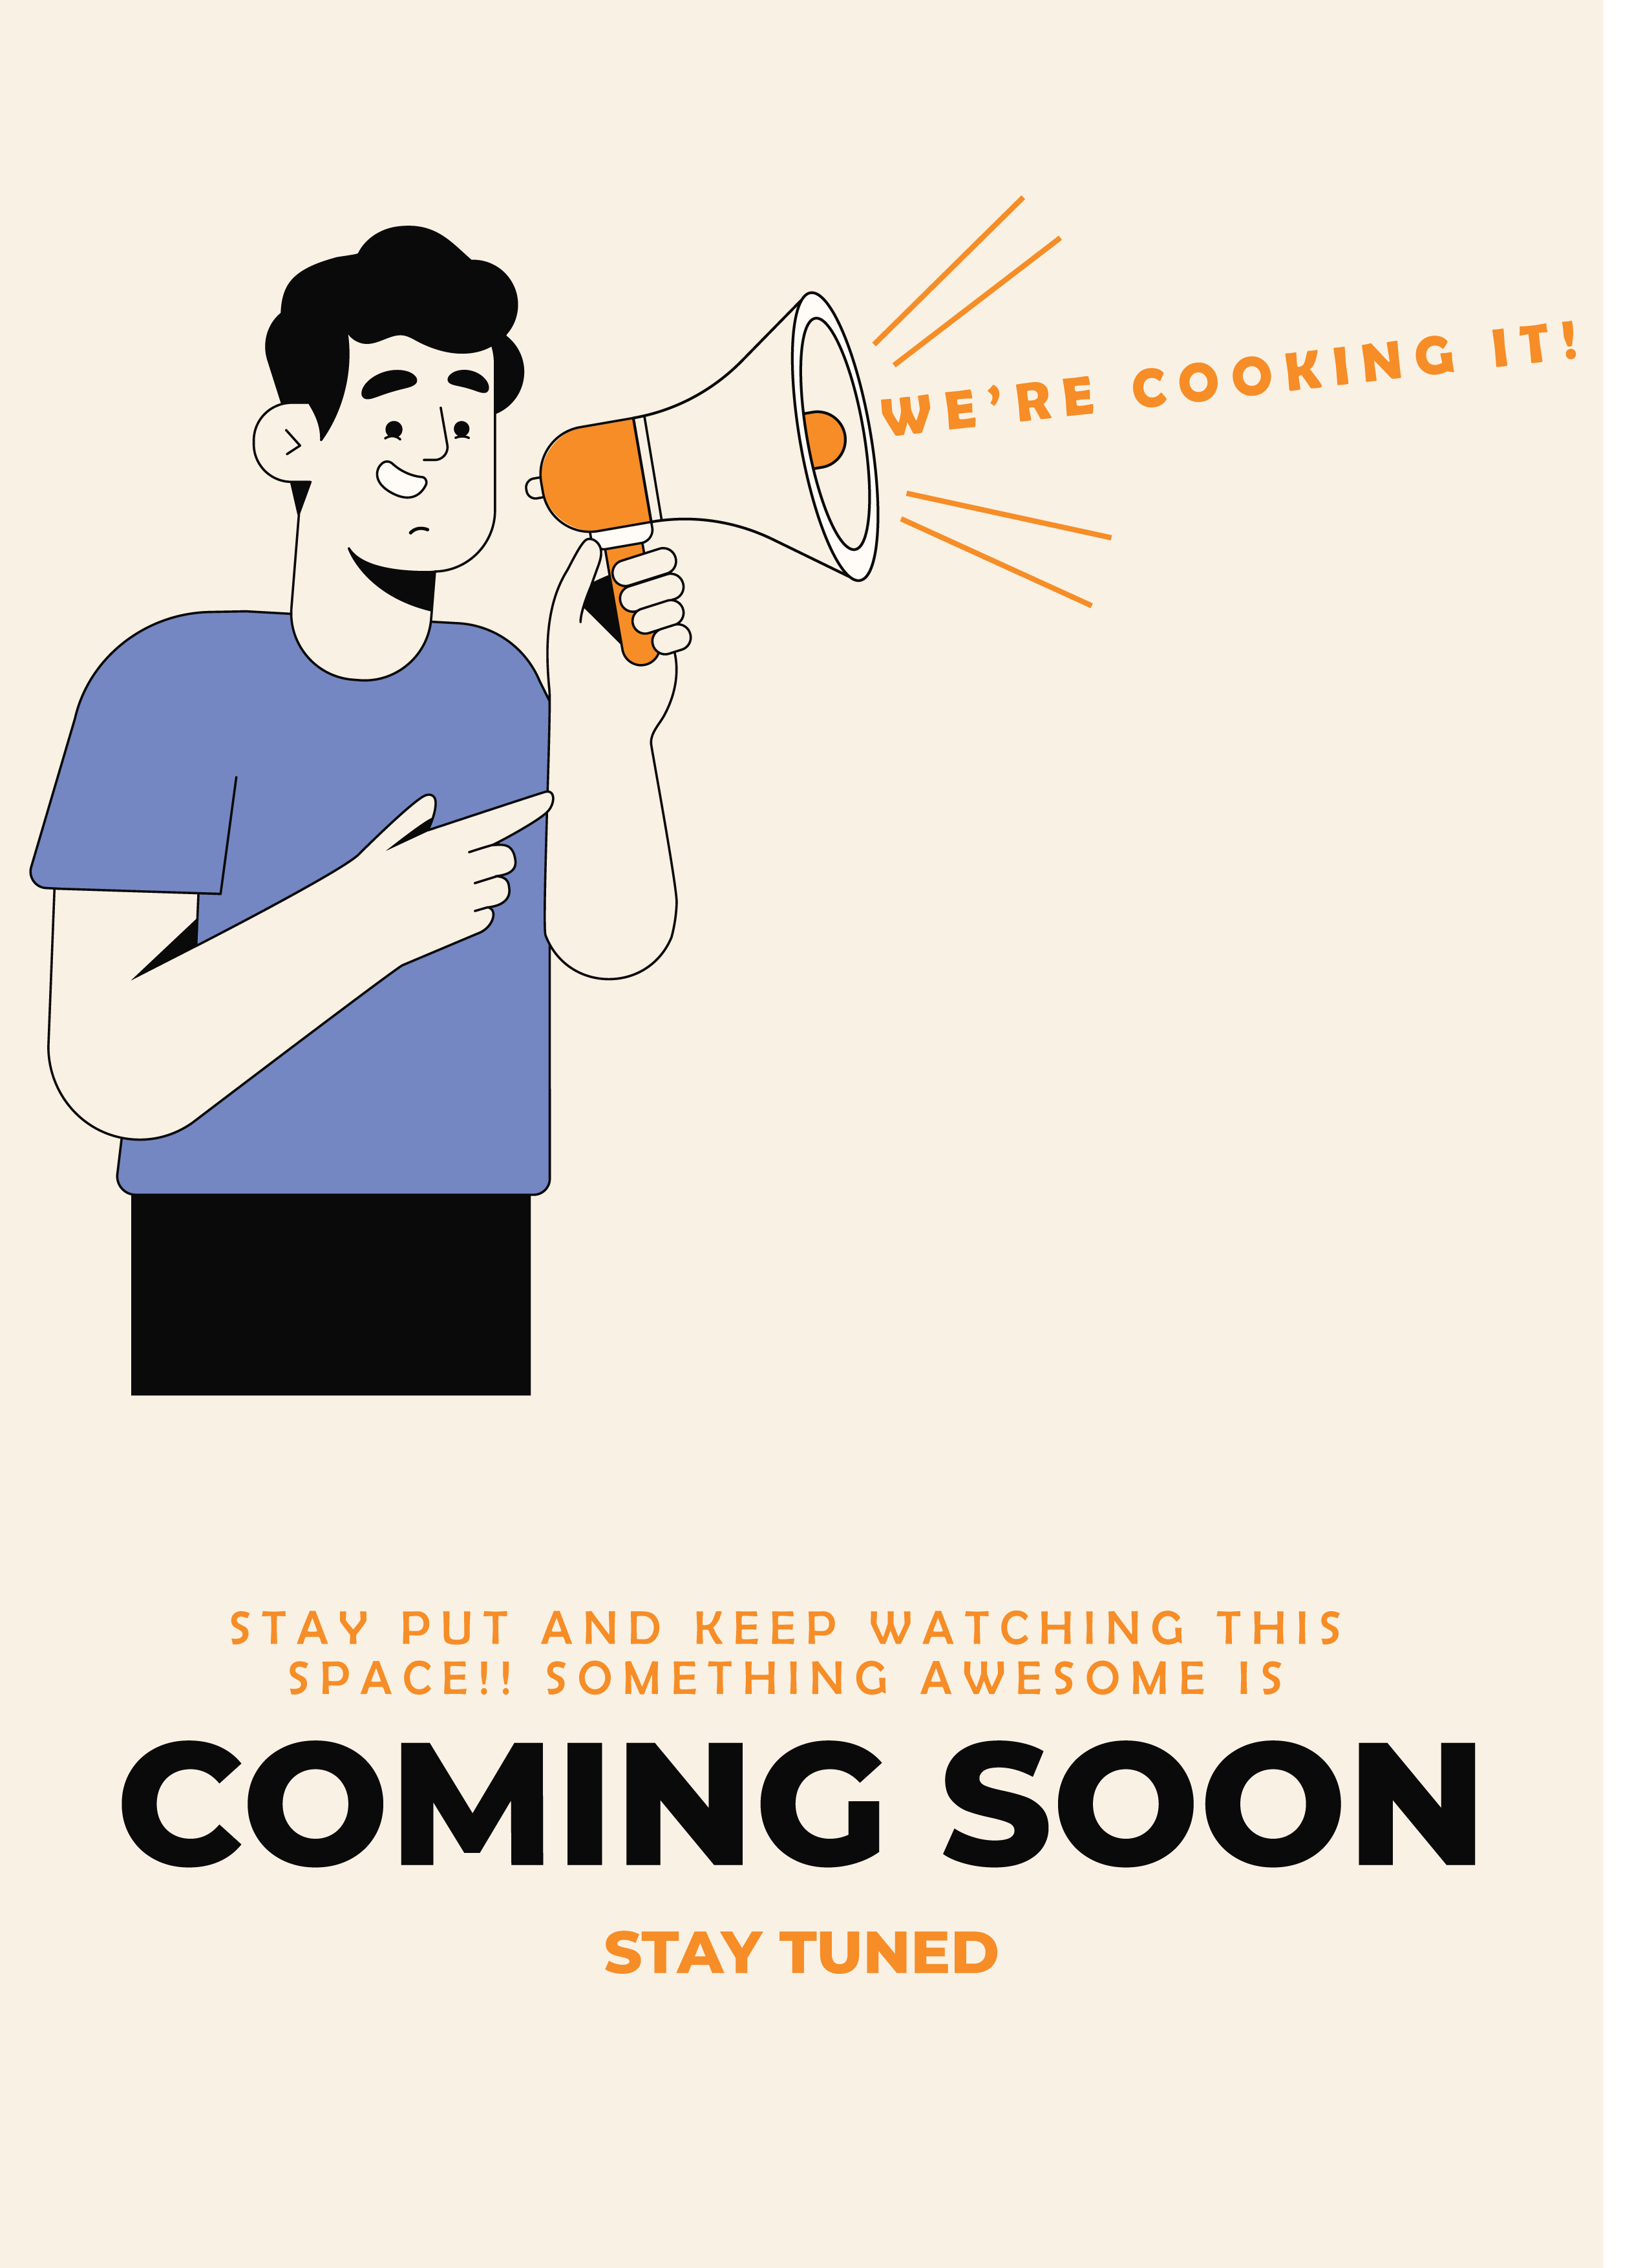 WE'RE COOKING IT!
STAY PUT AND KEEP WATCHING THIS
SPACE!! SOMETHING AWESOME IS
COMING SOON
STAY TUNED